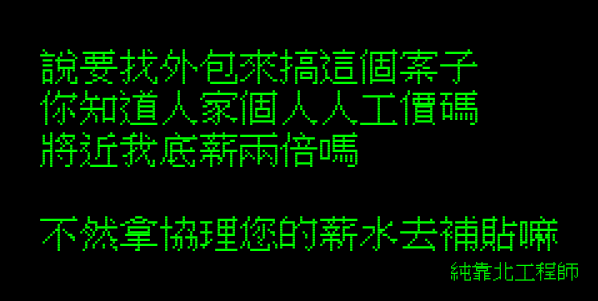 說要找外包來搞這個案子
你知道人家個人人工價碼
將近我底薪兩倍嗎
不然拿協理您的薪水去補貼嘛
純靠北工程師